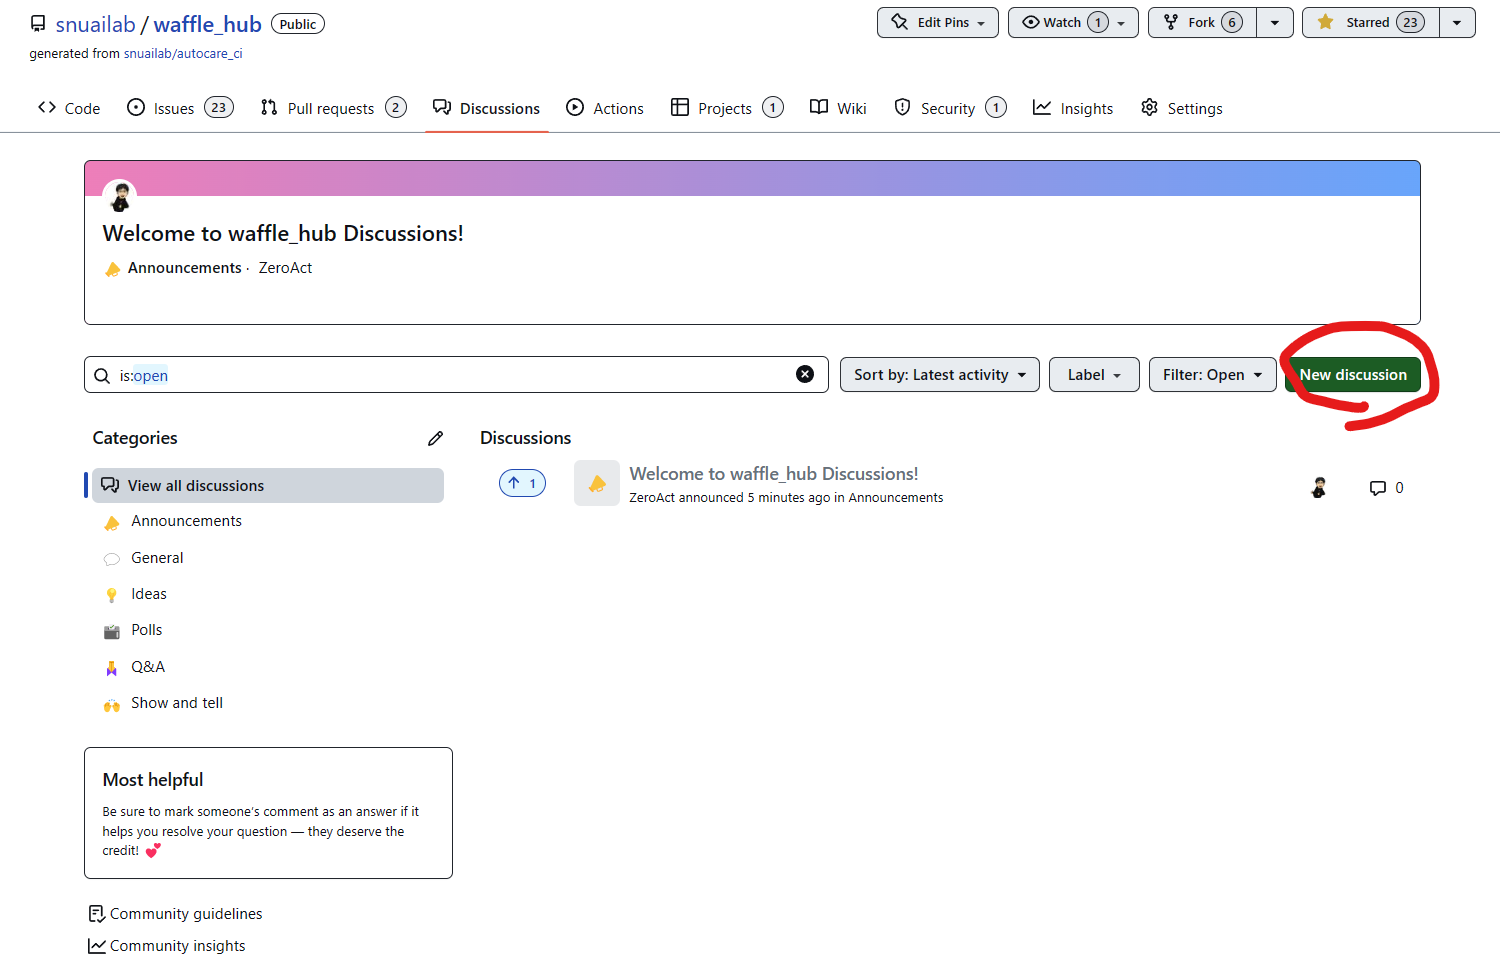 snuailab / waffle_hub Public
Edit Pins
Watch 1
Fork 6
Starred 23
generated from snuailab/autocare_ci
Code
Issues 23
Pull requests 2
Discussions
Actions
Projects 1
Wiki
Security 1
Insights
Settings
Welcome to waffle_hub Discussions!
Announcements · ZeroAct
is:open
Sort by: Latest activity
Label
Filter: Open
New discussion
Categories
View all discussions
Announcements
General
Ideas
Polls
Q&A
Show and tell
Discussions
1
Welcome to waffle_hub Discussions!
ZeroAct announced 5 minutes ago in Announcements
0
Most helpful
Be sure to mark someone's comment as an answer if it
helps you resolve your question — they deserve the
credit! 💕
Community guidelines
Community insights